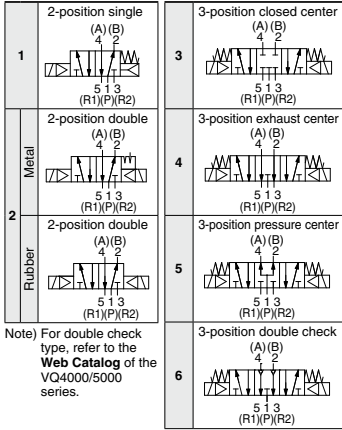 1
2-position single
(A) (B)
4 2
5 1 3
(R1)(P)(R2)
2
Metal
2-position double
(A) (B)
4 2
5 1 3
(R1)(P)(R2)
Rubber
2-position double
(A) (B)
4 2
5 1 3
(R1)(P)(R2)
Note) For double check
type, refer to the
Web Catalog of the
VQ4000/5000
series.
3
3-position closed center
(A) (B)
4 2
5 1 3
(R1)(P)(R2)
4
3-position exhaust center
(A) (B)
4 2
5 1 3
(R1)(P)(R2)
5
3-position pressure center
(A) (B)
4 2
5 1 3
(R1)(P)(R2)
6
3-position double check
(A) (B)
4 2
5 1 3
(R1)(P)(R2)